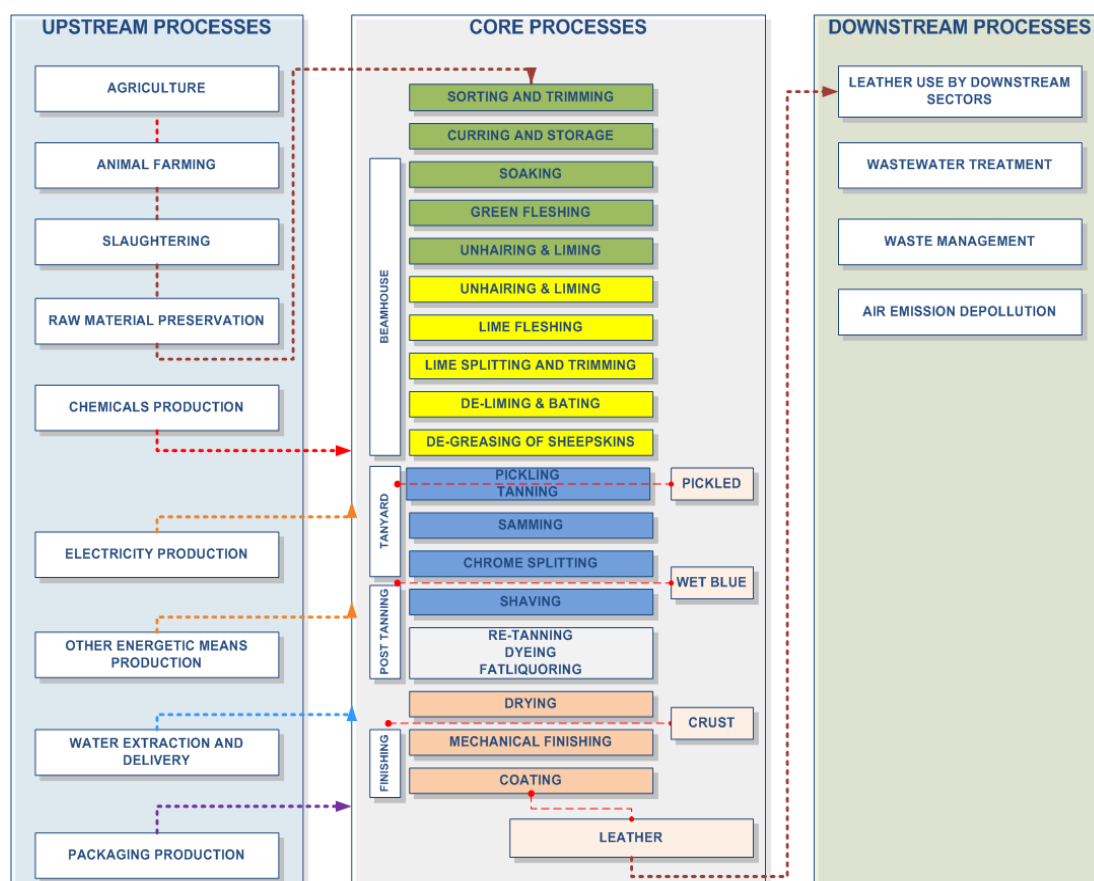 UPSTREAM PROCESSES
AGRICULTURE
ANIMAL FARMING
SLAUGHTERING
RAW MATERIAL PRESERVATION
CHEMICALS PRODUCTION
ELECTRICITY PRODUCTION
OTHER ENERGETIC MEANS
PRODUCTION
WATER EXTRACTION AND
DELIVERY
PACKAGING PRODUCTION
CORE PROCESSES
SORTING AND TRIMMING
CURRING AND STORAGE
BEAMHOUSE
SOAKING
GREEN FLESHING
UNHAIRING & LIMING
UNHAIRING & LIMING
LIME FLESHING
LIME SPLITTING AND TRIMMING
DE-LIMING & BATING
DE-GREASING OF SHEEPSKINS
TANYARD
PICKLING
TANNING
PICKLED
SAMMING
CHROME SPLITTING
WET BLUE
POST TANNING
SHAVING
RE-TANNING
DYEING
FATLIQUORING
DRYING
CRUST
FINISHING
MECHANICAL FINISHING
COATING
LEATHER
DOWNSTREAM PROCESSES
LEATHER USE BY DOWNSTREAM
SECTORS
WASTEWATER TREATMENT
WASTE MANAGEMENT
AIR EMISSION DEPOLLUTION